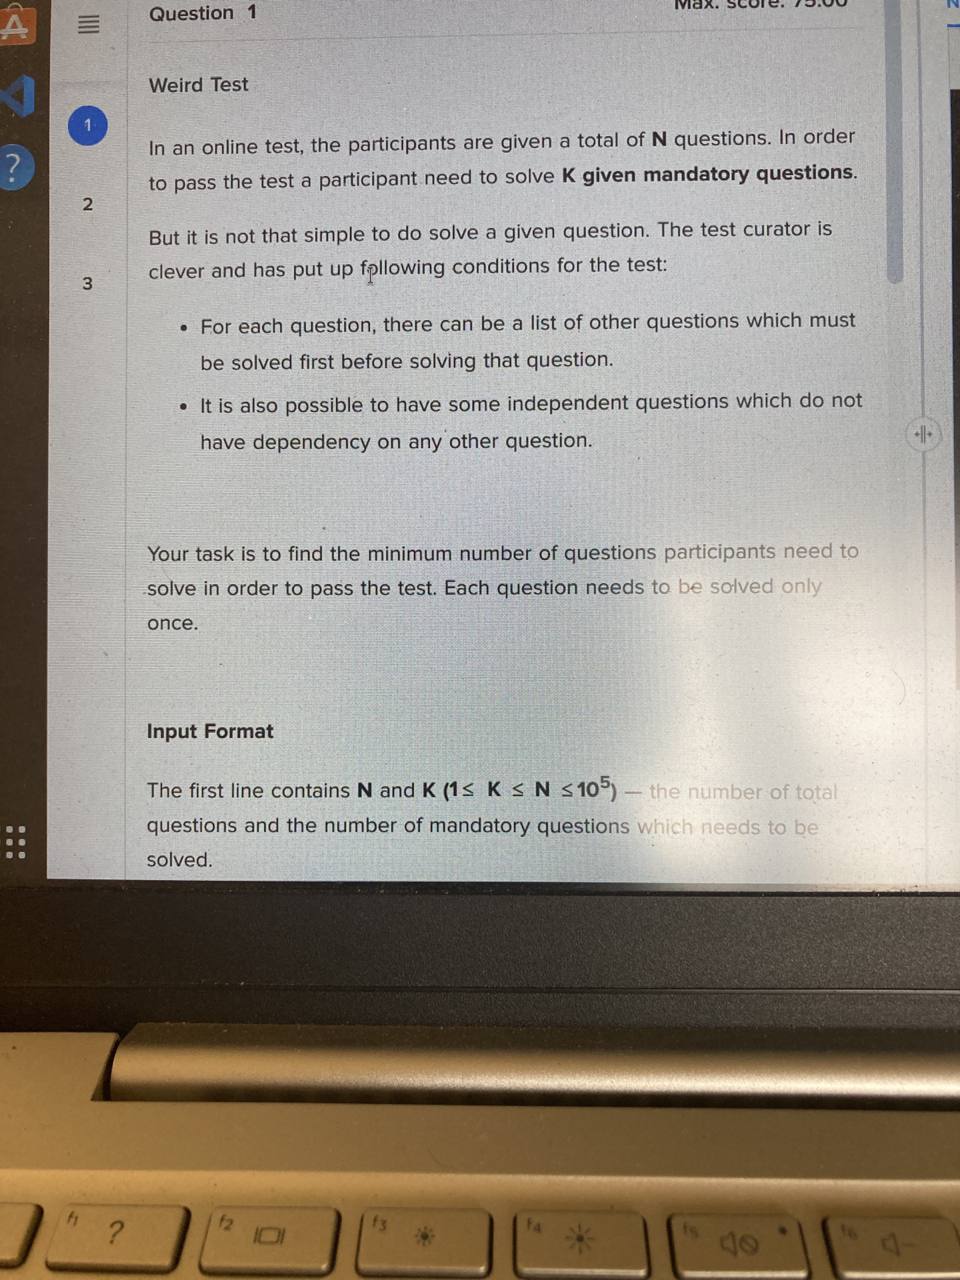 Question 1
Max. score: 75.00
Weird Test
1
In an online test, the participants are given a total of N questions. In order
to pass the test a participant need to solve K given mandatory questions.
2
But it is not that simple to do solve a given question. The test curator is
clever and has put up following conditions for the test:
3
• For each question, there can be a list of other questions which must
be solved first before solving that question.
• It is also possible to have some independent questions which do not
have dependency on any other question.
Your task is to find the minimum number of questions participants need to
solve in order to pass the test. Each question needs to be solved only
once.
Input Format
The first line contains N and K (1≤ K ≤ N ≤10⁵) — the number of total
questions and the number of mandatory questions which needs to be
solved.
f1 ?
f2
f3
f4
f5
f6